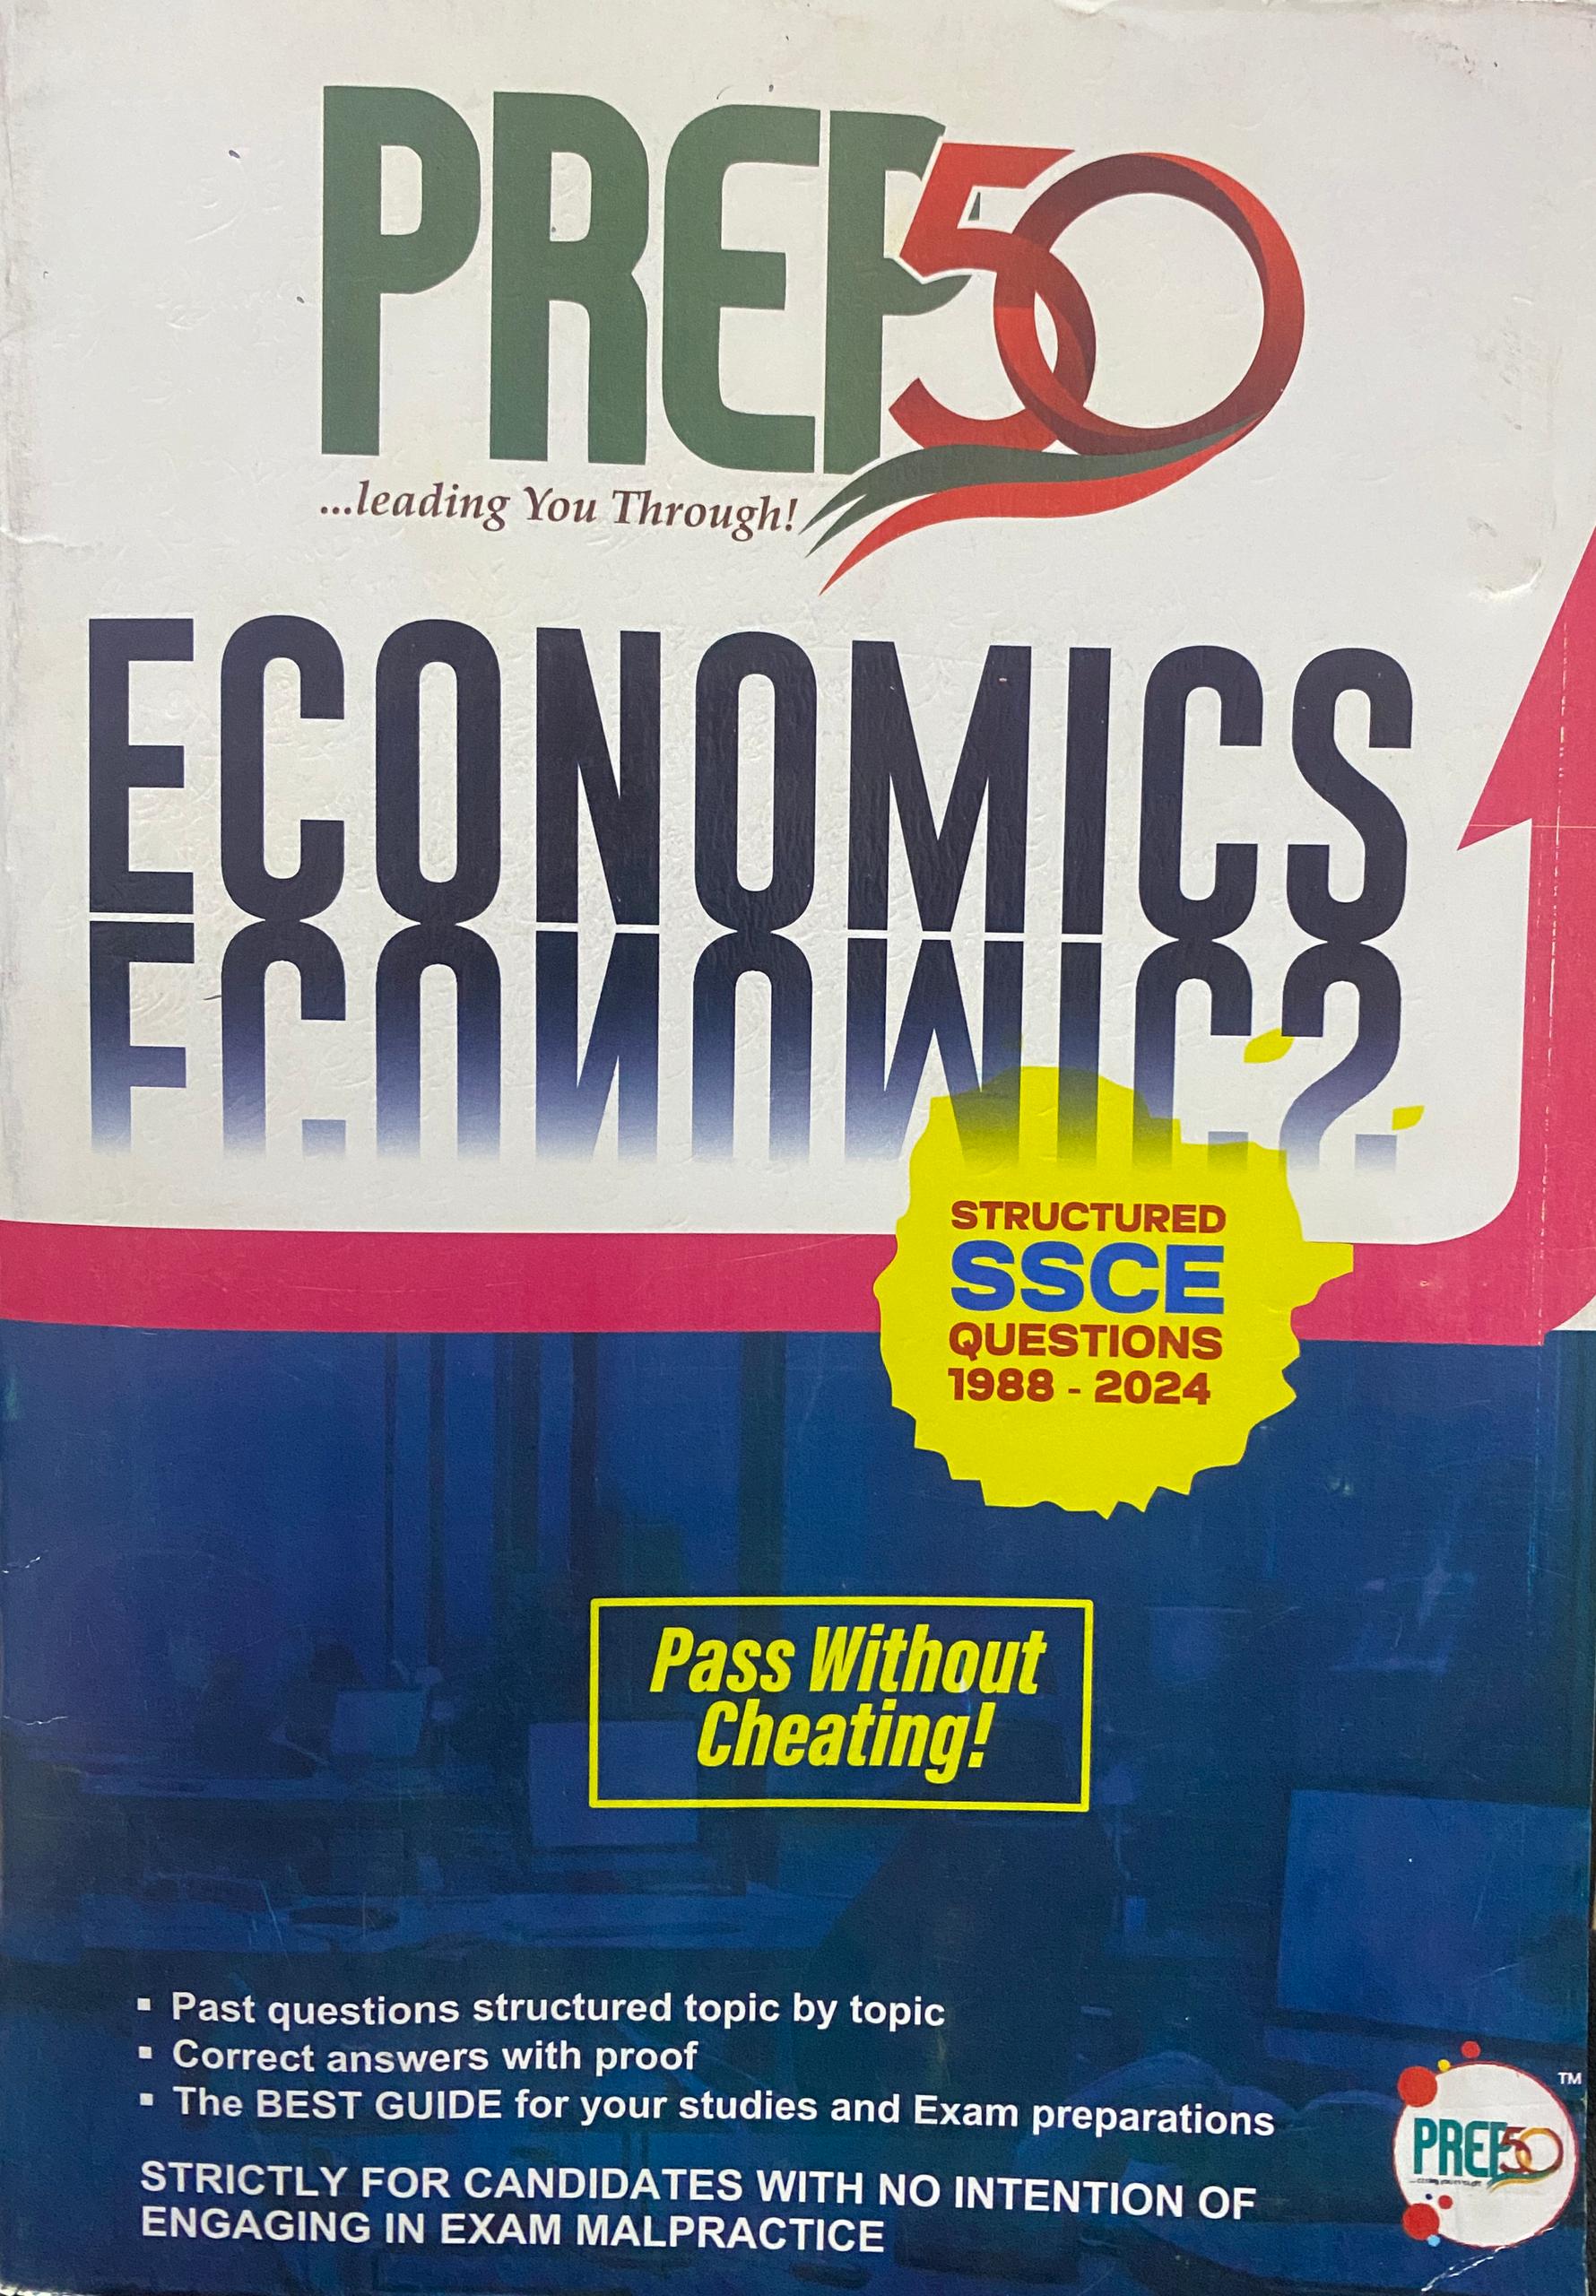 PREP50
...leading You Through!
ECONOMICS
STRUCTURED
SSCE
QUESTIONS
1988 - 2024
Pass Without
Cheating!
▪ Past questions structured topic by topic
▪ Correct answers with proof
▪ The BEST GUIDE for your studies and Exam preparations
STRICTLY FOR CANDIDATES WITH NO INTENTION OF
ENGAGING IN EXAM MALPRACTICE
TM
PREP50